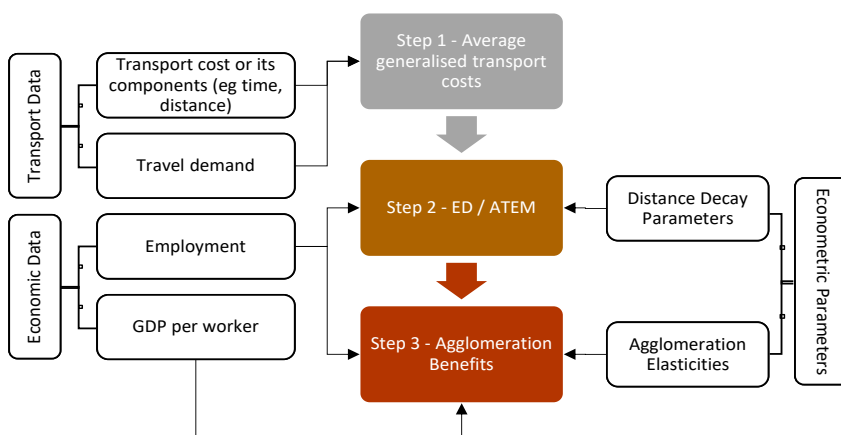 Transport Data
Transport cost or its
components (eg time,
distance)
Travel demand
Economic Data
Employment
GDP per worker
Step 1 - Average
generalised transport
costs
Step 2 - ED / ATEM
Step 3 - Agglomeration
Benefits
Distance Decay
Parameters
Agglomeration
Elasticities
Econometric Parameters